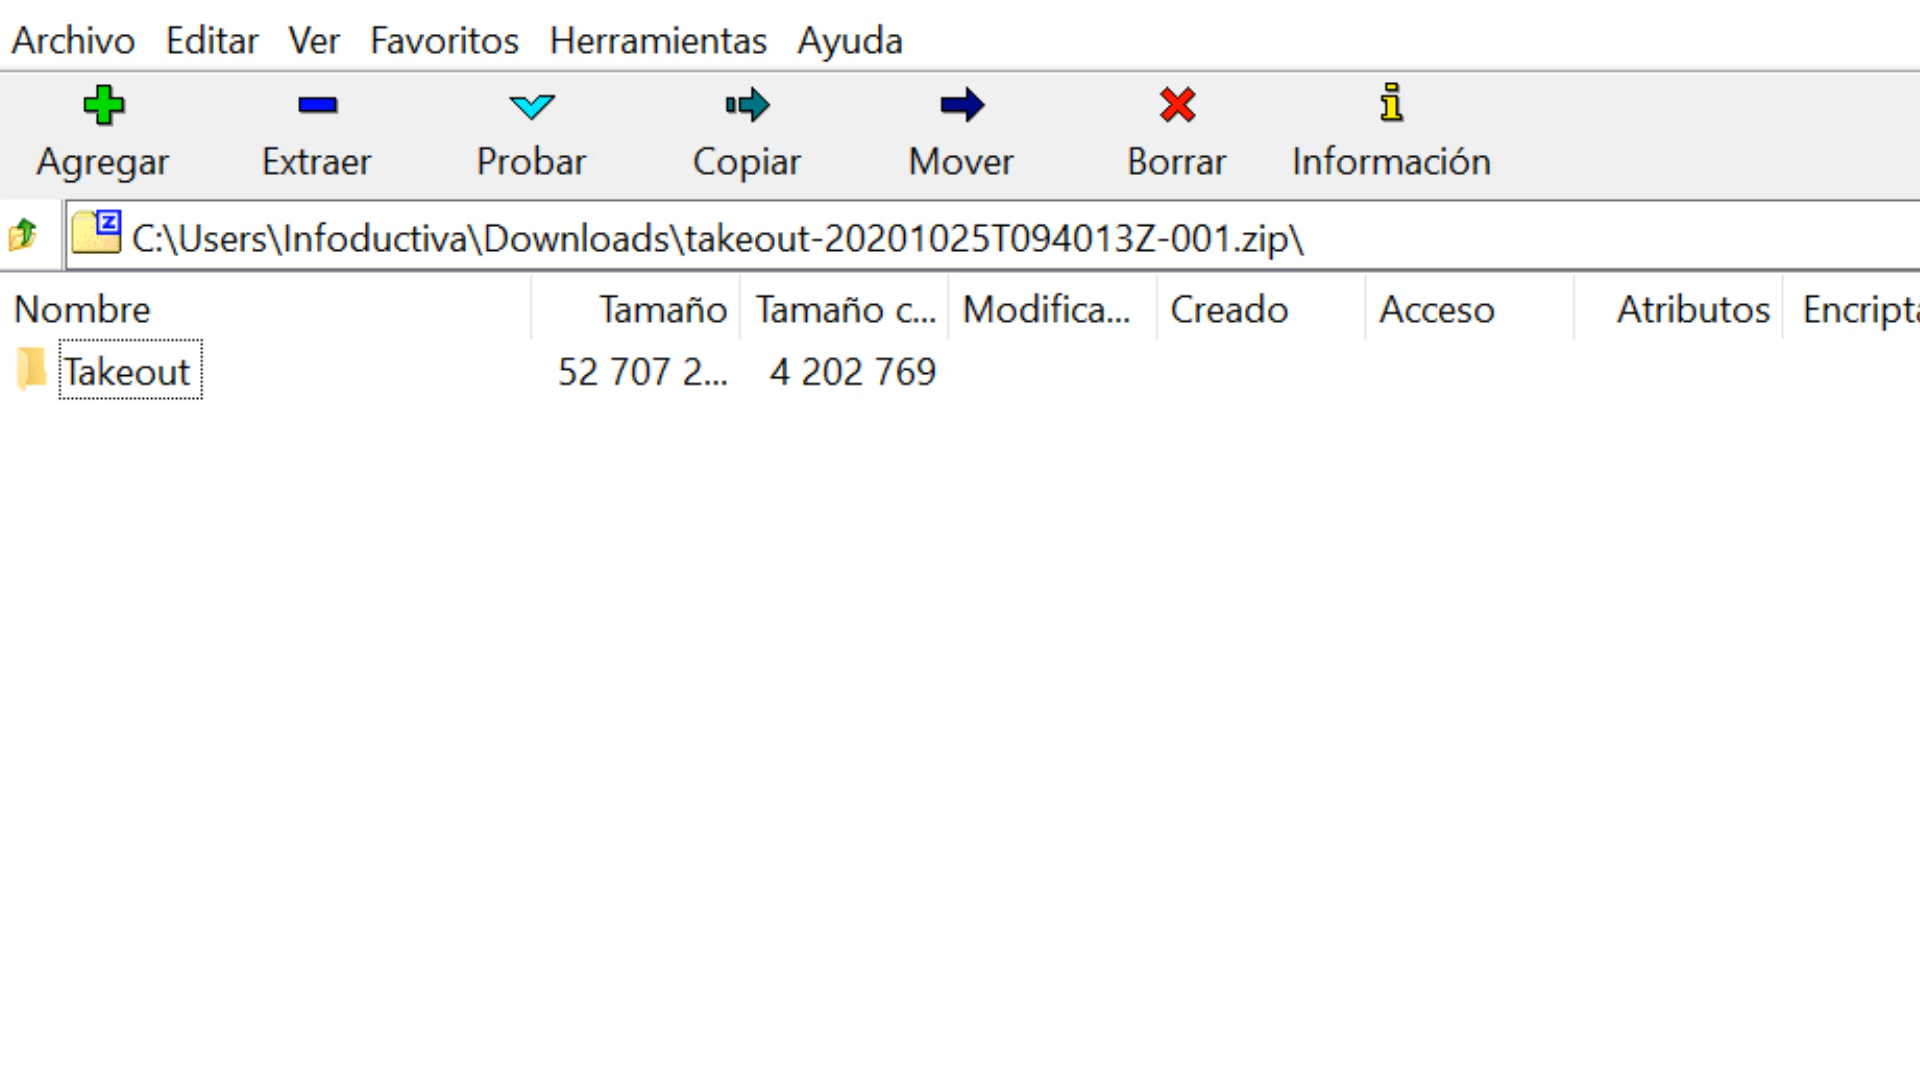 Archivo Editar Ver Favoritos Herramientas Ayuda
Agregar Extraer Probar Copiar Mover Borrar Información
C:\Users\Infoductiva\Downloads\takeout-20201025T094013Z-001.zip\
Nombre Tamaño Tamaño c... Modifica... Creado Acceso Atributos Encripta
Takeout 52 707 2... 4 202 769